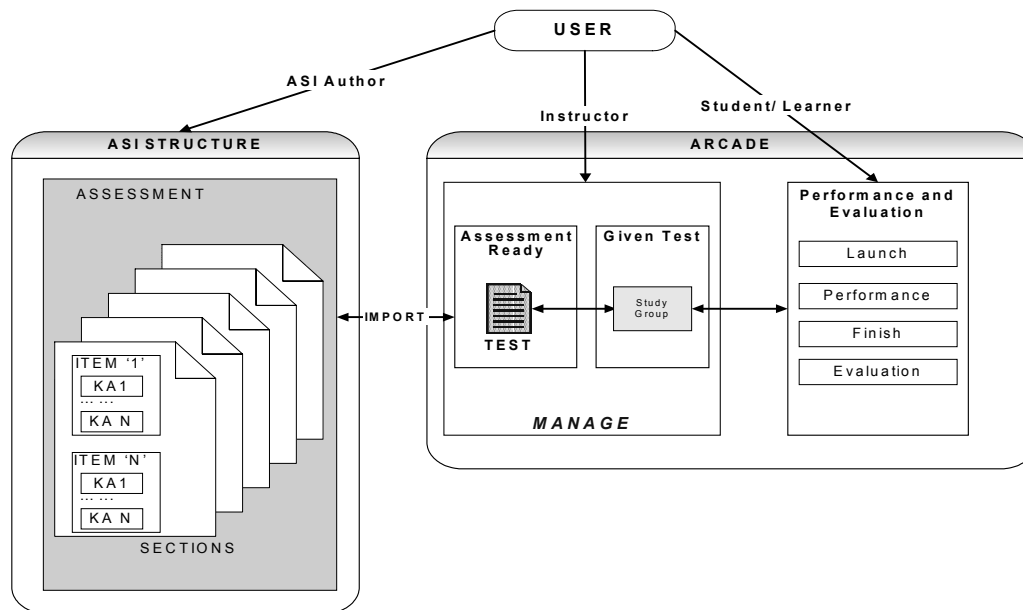 USER
ASI Author
Instructor
Student/ Learner
ASI STRUCTURE
ASSESSMENT
ITEM '1'
KA1
... ...
KA N
ITEM 'N'
KA1
... ...
KA N
SECTIONS
IMPORT
ARCADE
Assessment
Ready
TEST
Given Test
Study
Group
MANAGE
Performance and
Evaluation
Launch
Performance
Finish
Evaluation